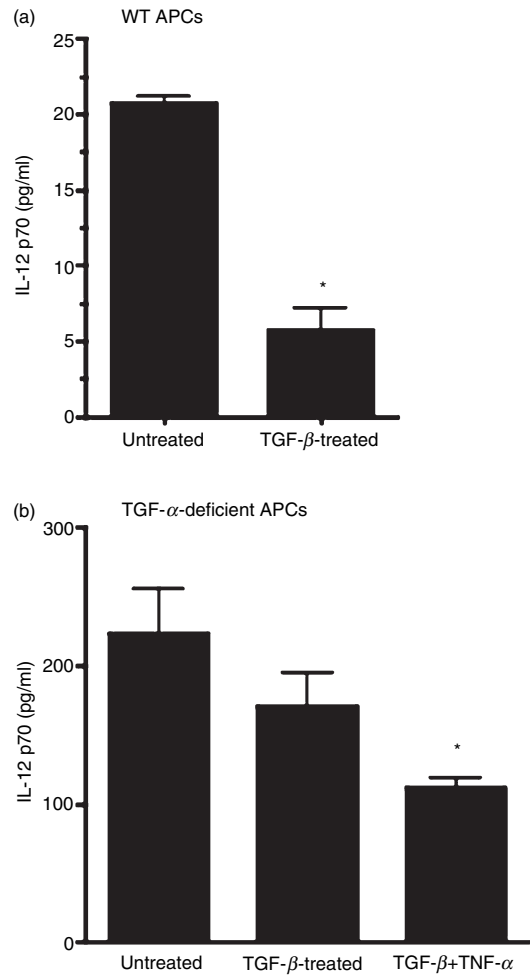 (a) WT APCs
25
20
15
10
5
0
IL-12 p70 (pg/ml)
*
Untreated TGF-β-treated
(b) TGF-α-deficient APCs
300
200
100
0
IL-12 p70 (pg/ml)
*
Untreated TGF-β-treated TGF-β+TNF-α